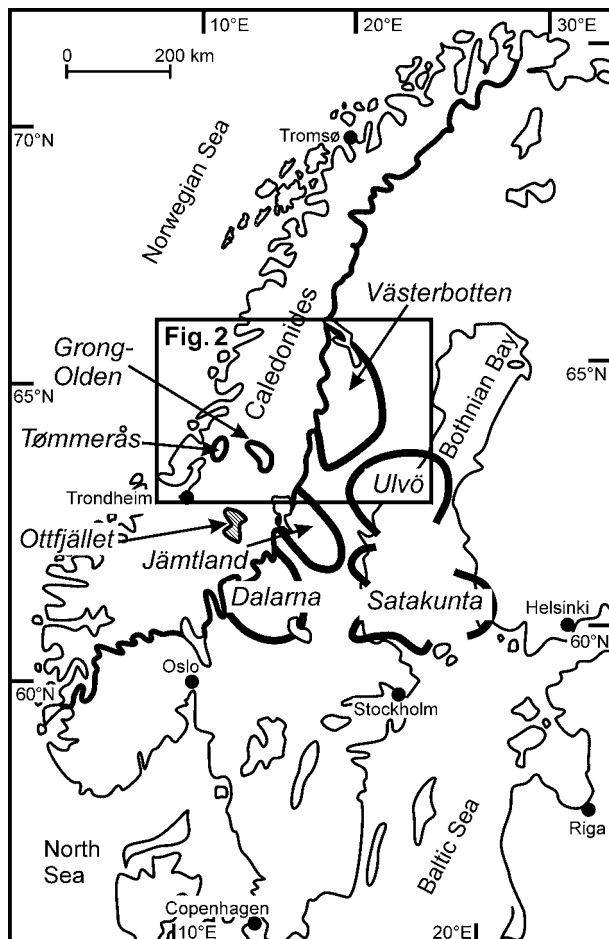 10°E
20°E
30°E
0
200 km
70°N
Tromsø
Norwegian Sea
Västerbotten
Caledonides
Fig. 2
Grong-
Olden
65°N
65°N
Bothnian Bay
Tømmerås
Ulvö
Trondheim
Ottfjället
Jämtland
Dalarna
Satakunta
Helsinki
60°N
Oslo
60°N
Stockholm
Riga
Baltic Sea
North
Sea
Copenhagen
10°E
20°E